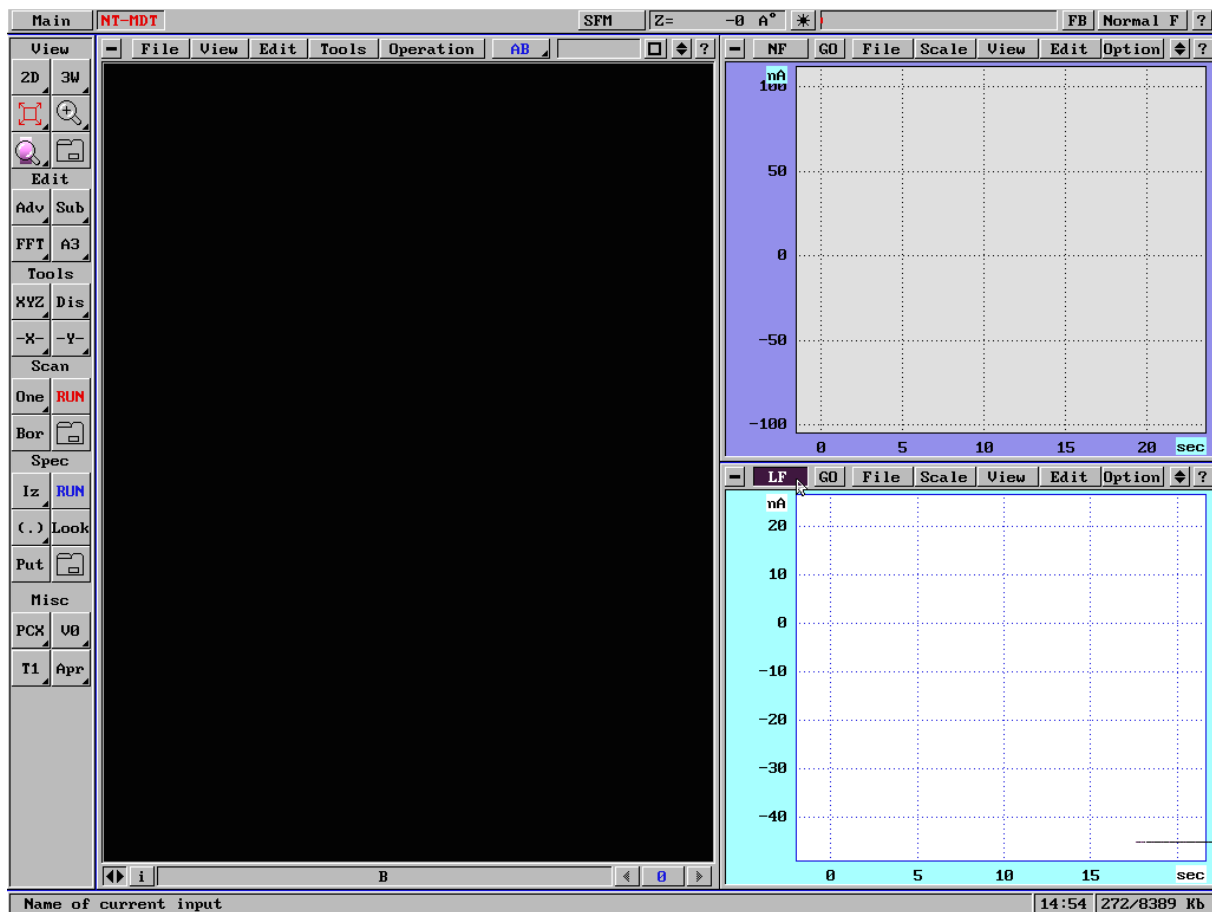 Main NT-MDT SFM Z= -0 A° FB Normal F ?
View
File View Edit Tools Operation AB ?
NF GO File Scale View Edit Option ?
2D 3W
Edit
Adv Sub
FFT A3
Tools
XYZ Dis
-X- -Y-
Scan
One RUN
Bor
Spec
Iz RUN
(.) Look
Put
Misc
PCX V0
T1 Apr
i B 0
nA
100
50
0
-50
-100
0 5 10 15 20 sec
LF GO File Scale View Edit Option ?
nA
20
10
0
-10
-20
-30
-40
0 5 10 15 sec
Name of current input 14:54 272/8389 Kb